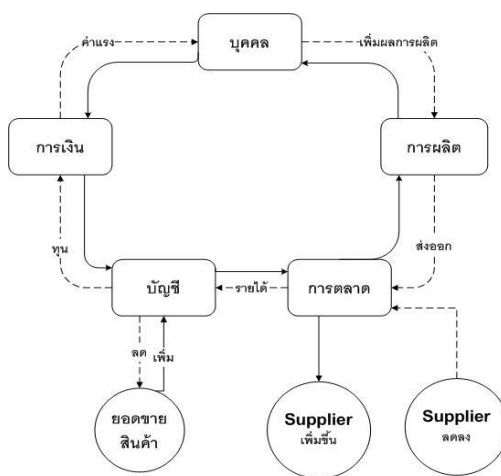 บุคคล
ค่าแรง
เพิ่มผลการผลิต
การเงิน
การผลิต
ทุน
ส่งออก
บัญชี
รายได้
การตลาด
ลด
เพิ่ม
ยอดขาย
สินค้า
Supplier
เพิ่มขึ้น
Supplier
ลดลง